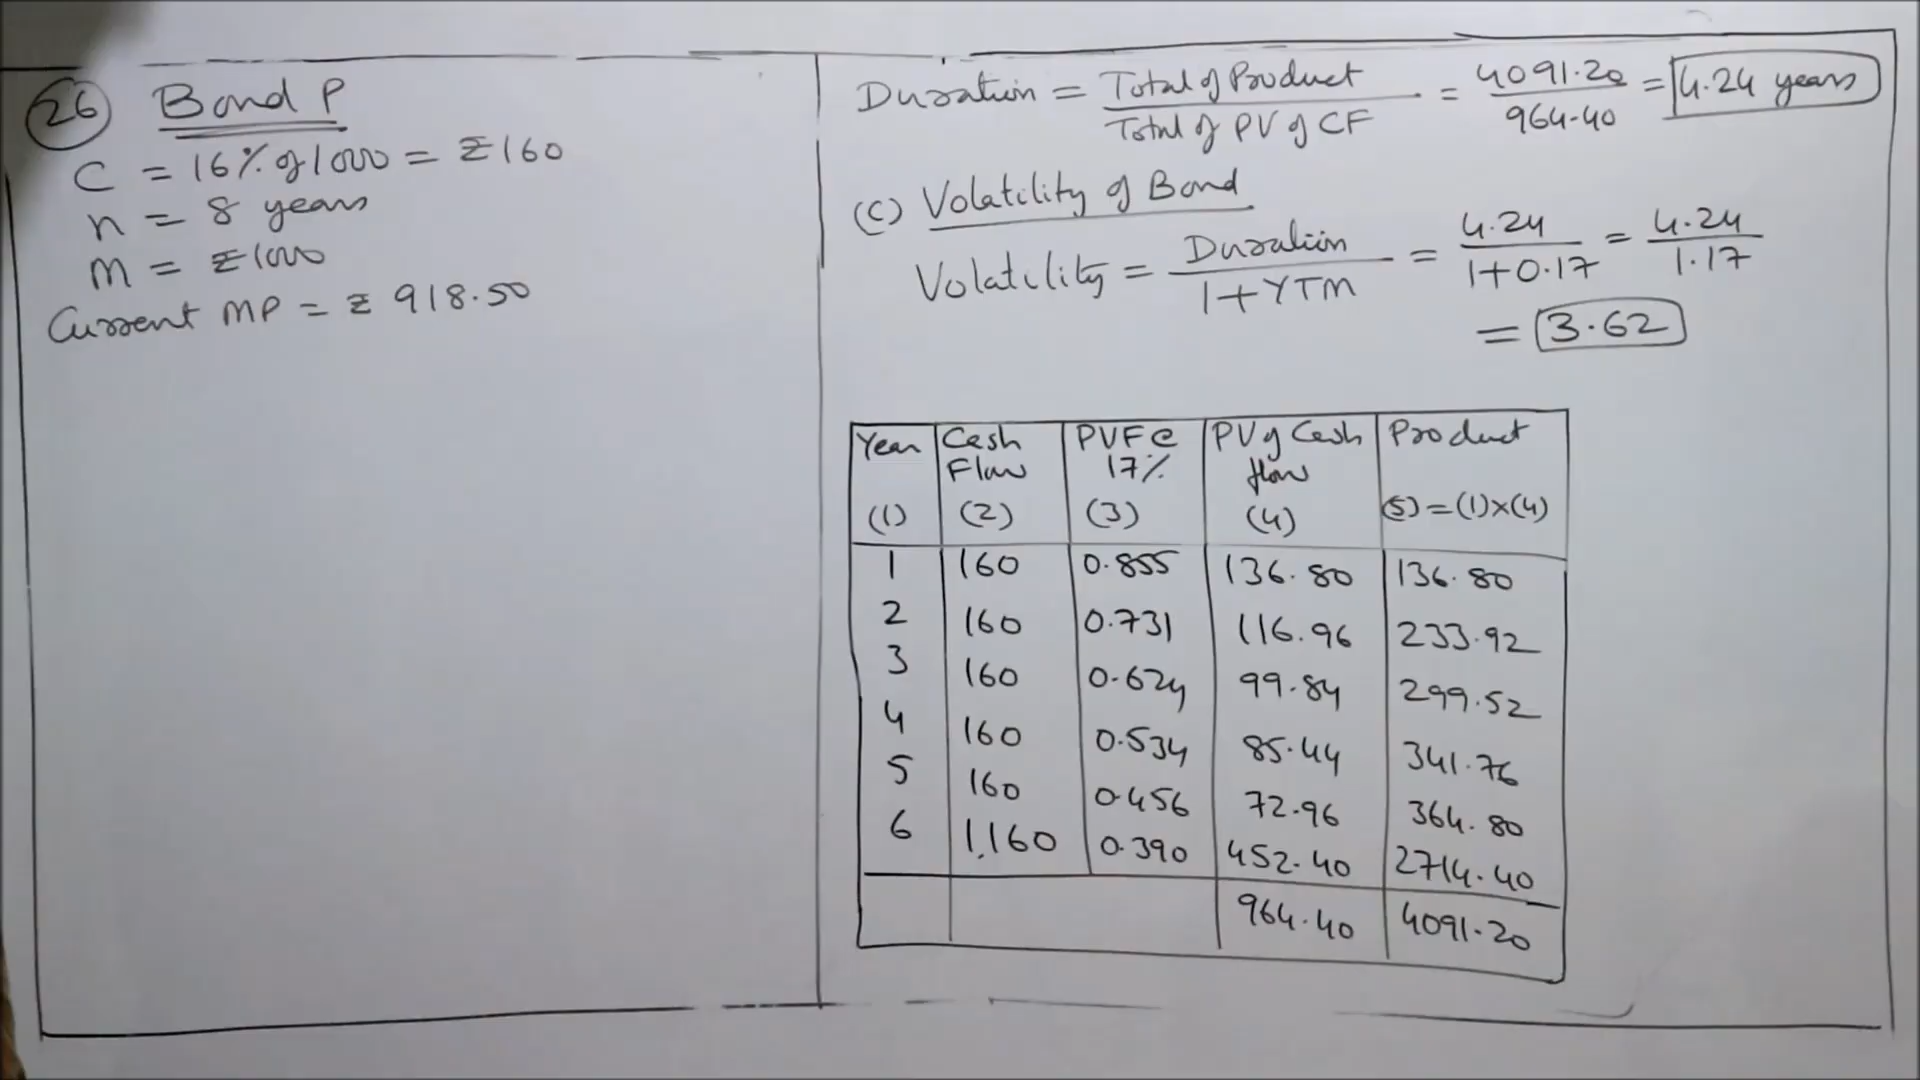 26 Bond P
C = 16% of 1000 = ₹160
n = 8 years
M = ₹1000
Current MP = ₹ 918.50
Duration = Total of Product / Total of PV of CF = 4091.20 / 964.40 = 4.24 years
(C) Volatility of Bond
Volatility = Duration / 1+YTM = 4.24 / 1+0.17 = 4.24 / 1.17
= 3.62
Year Cash Flow PVF@ 17% PV of Cash flow Product
(1) (2) (3) (4) (5)=(1)×(4)
1 160 0.855 136.80 136.80
2 160 0.731 116.96 233.92
3 160 0.624 99.84 299.52
4 160 0.534 85.44 341.76
5 160 0.456 72.96 364.80
6 1,160 0.390 452.40 2714.40
964.40 4091.20